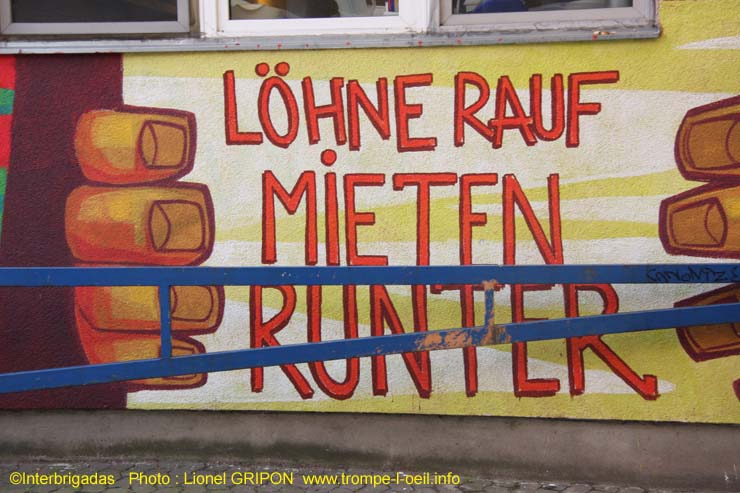 LÖHNE RAUF
MiETEN
RUNTER
©Interbrigadas Photo : Lionel GRIPON www.trompe-l'oeil.info